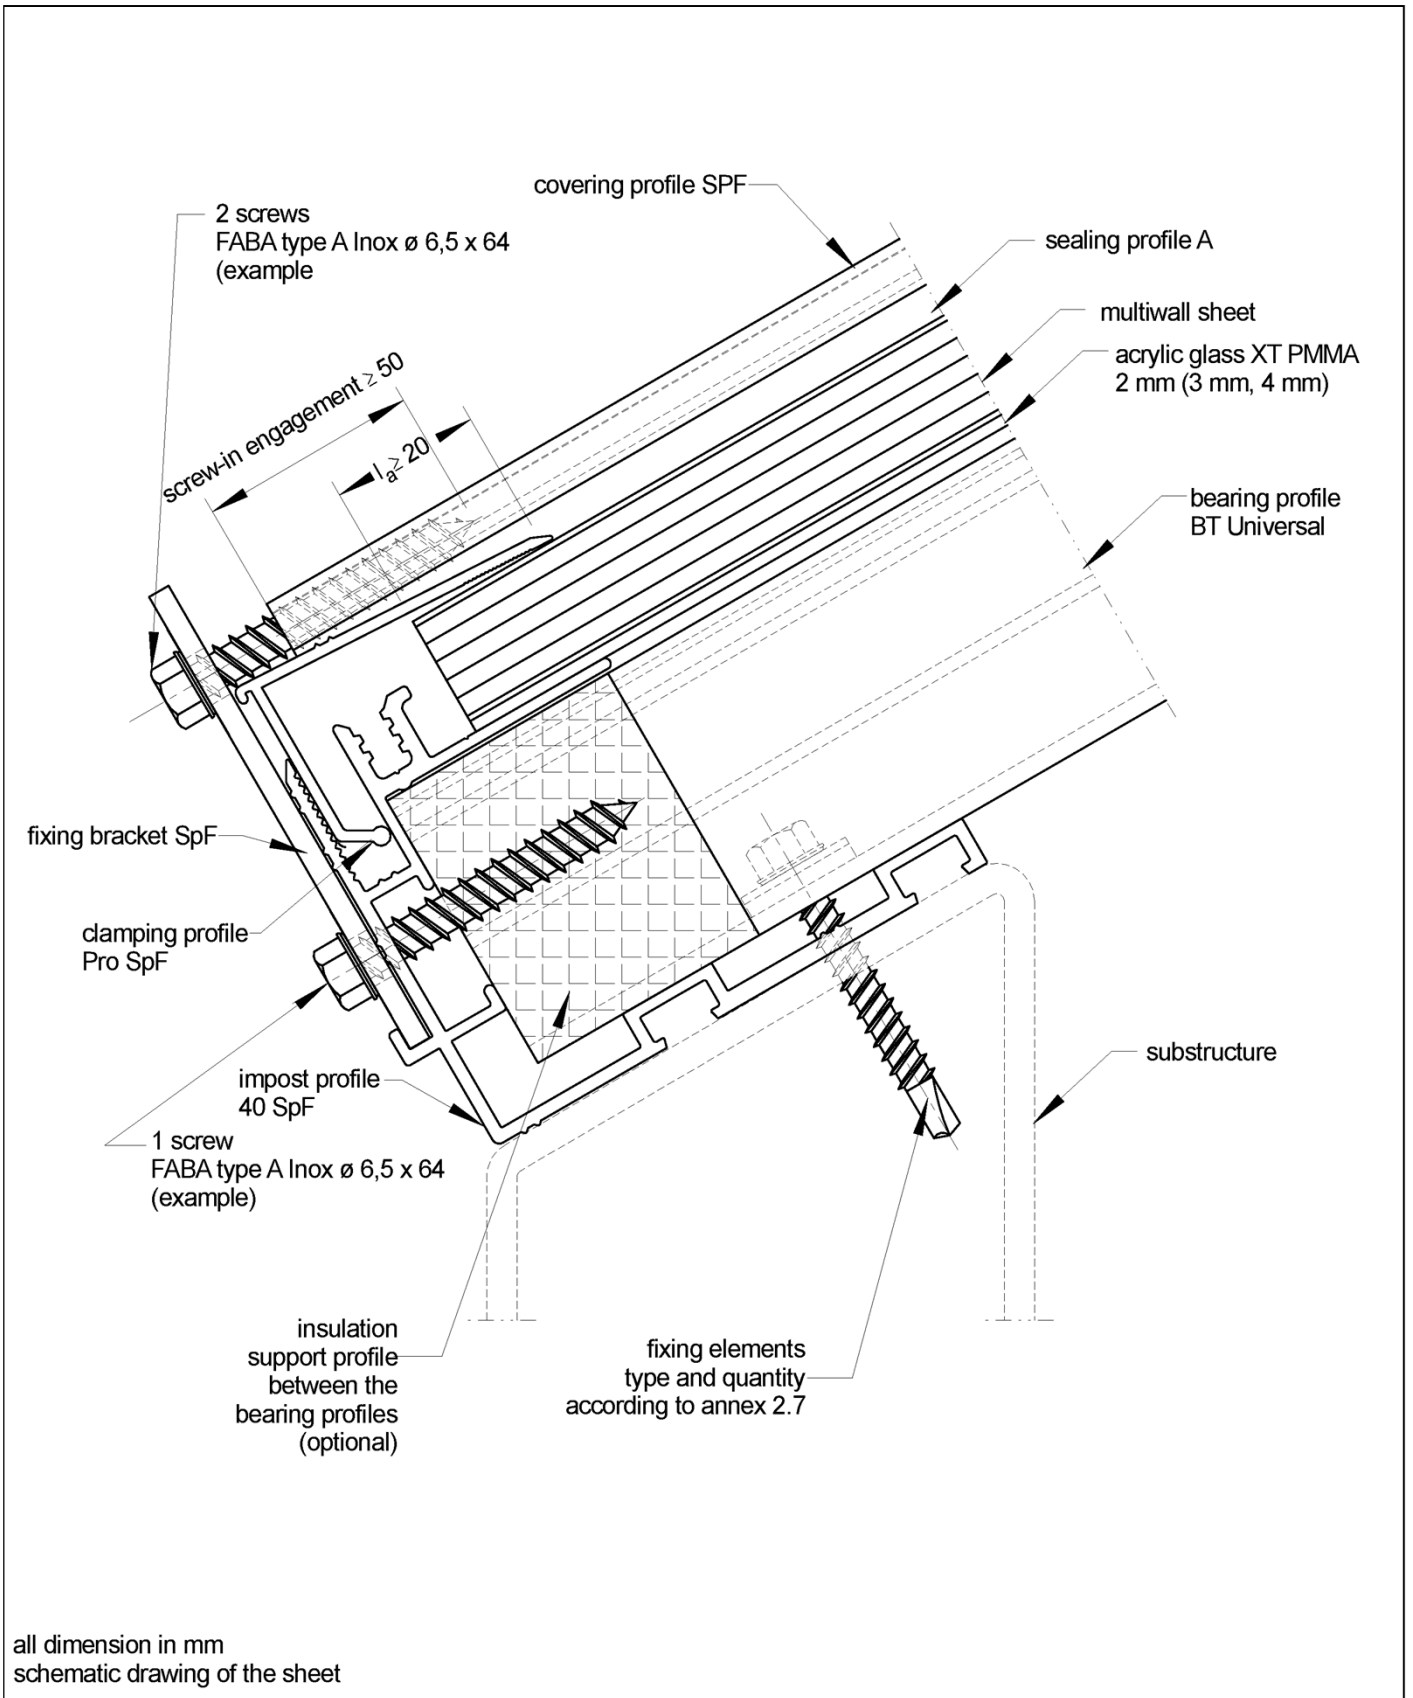 covering profile SPF
2 screws
FABA type A Inox ø 6,5 x 64
(example
sealing profile A
multiwall sheet
acrylic glass XT PMMA
2 mm (3 mm, 4 mm)
screw-in engagement ≥ 50
la ≥ 20
bearing profile
BT Universal
fixing bracket SpF
clamping profile
Pro SpF
impost profile
40 SpF
substructure
1 screw
FABA type A Inox ø 6,5 x 64
(example)
insulation
support profile
between the
bearing profiles
(optional)
fixing elements
type and quantity
according to annex 2.7
all dimension in mm
schematic drawing of the sheet